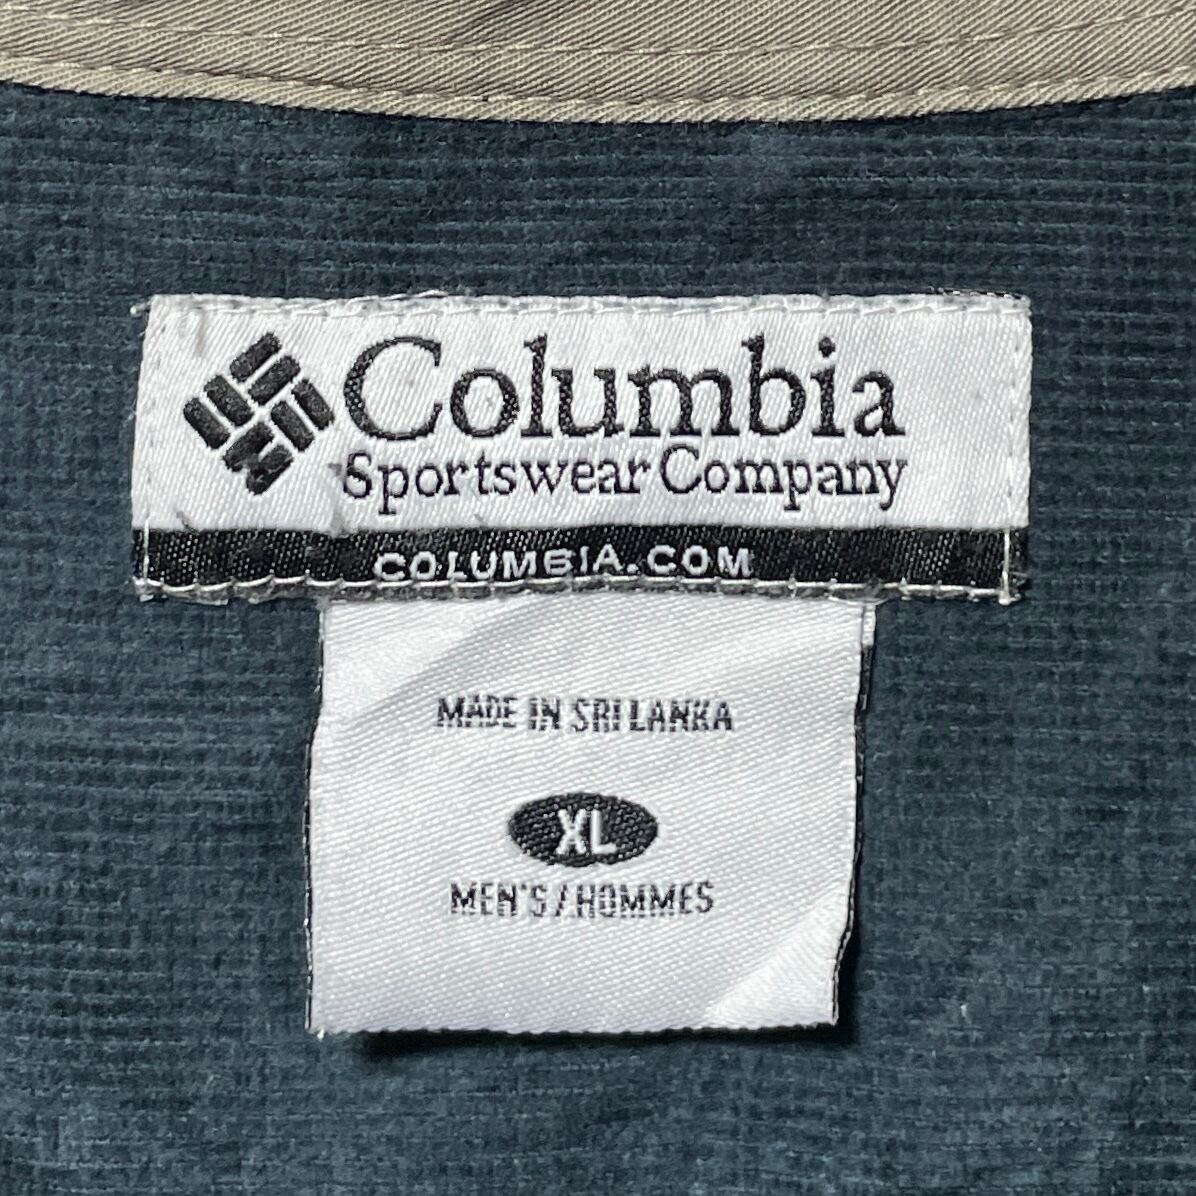 Columbia
Sportswear Company
COLUMBIA.COM
MADE IN SRI LANKA
XL
MEN'S/HOMMES